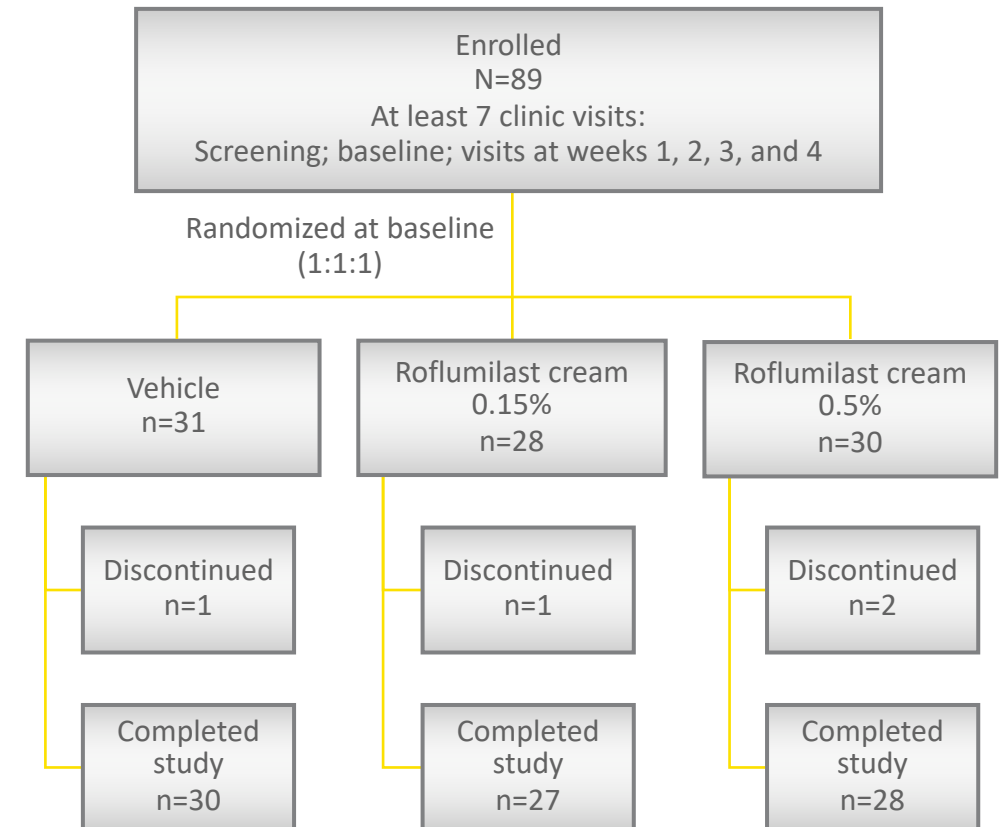 Enrolled
N=89
At least 7 clinic visits:
Screening; baseline; visits at weeks 1, 2, 3, and 4
Randomized at baseline
(1:1:1)
Vehicle
n=31
Roflumilast cream
0.15%
n=28
Roflumilast cream
0.5%
n=30
Discontinued
n=1
Discontinued
n=1
Discontinued
n=2
Completed
study
n=30
Completed
study
n=27
Completed
study
n=28